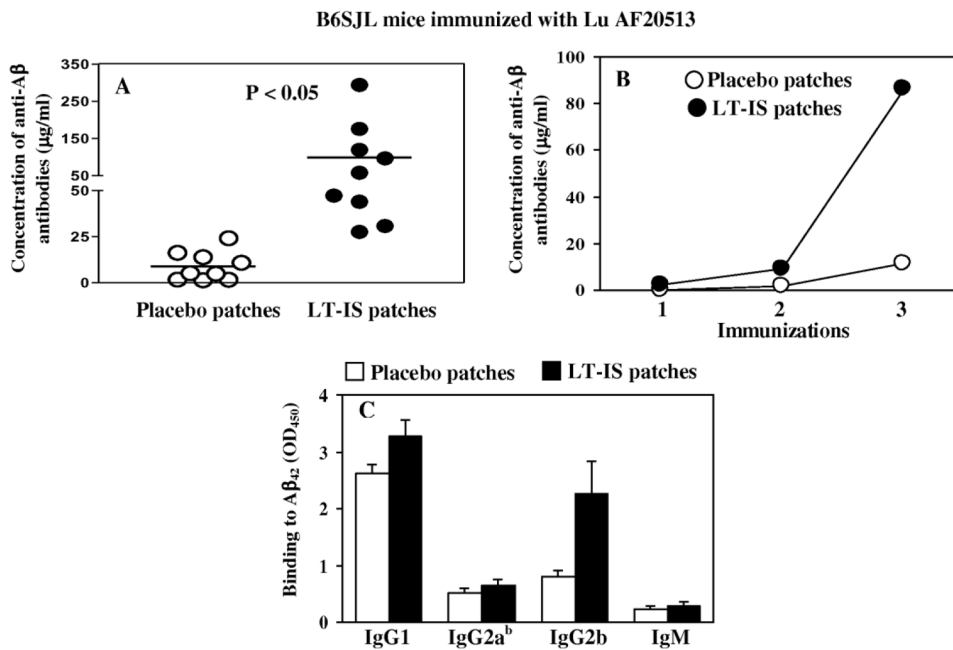 B6SJL mice immunized with Lu AF20513
A
P < 0.05
Concentration of anti-Aβ
antibodies (µg/ml)
350
250
150
50
50
25
0
Placebo patches
LT-IS patches
B
Placebo patches
LT-IS patches
Concentration of anti-Aβ
antibodies (µg/ml)
100
80
60
40
20
0
1
2
3
Immunizations
Placebo patches
LT-IS patches
C
Binding to Aβ42 (OD450)
4
3
2
1
0
IgG1
IgG2aᵇ
IgG2b
IgM